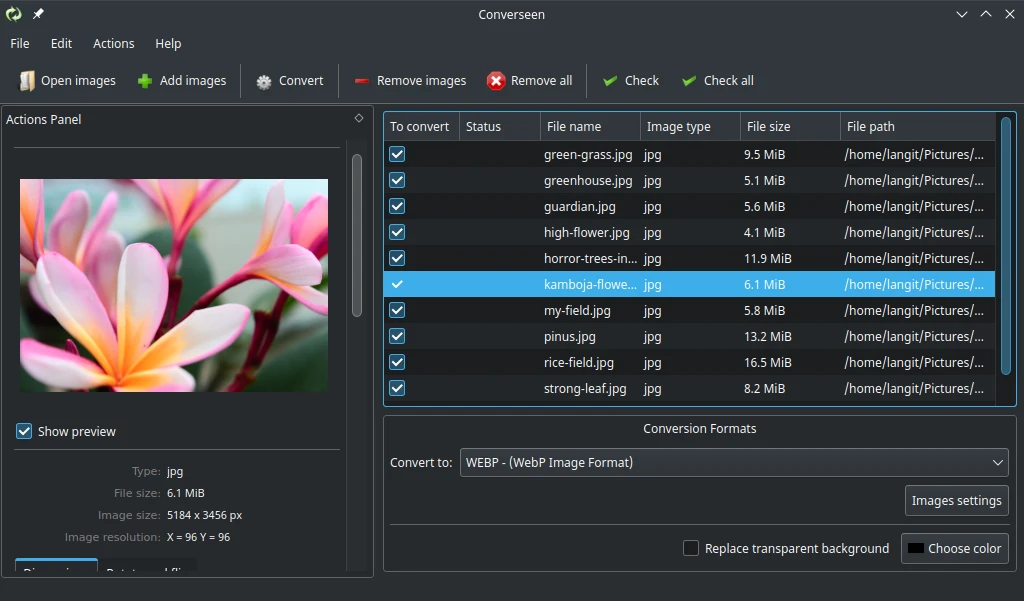 Converseen
File Edit Actions Help
Open images Add images Convert Remove images Remove all Check Check all
Actions Panel
Show preview
Type: jpg
File size: 6.1 MiB
Image size: 5184 x 3456 px
Image resolution: X = 96 Y = 96
To convert Status File name Image type File size File path
green-grass.jpg jpg 9.5 MiB /home/langit/Pictures/...
greenhouse.jpg jpg 5.1 MiB /home/langit/Pictures/...
guardian.jpg jpg 5.6 MiB /home/langit/Pictures/...
high-flower.jpg jpg 4.1 MiB /home/langit/Pictures/...
horror-trees-in... jpg 11.9 MiB /home/langit/Pictures/...
kamboja-flowe... jpg 6.1 MiB /home/langit/Pictures/...
my-field.jpg jpg 5.8 MiB /home/langit/Pictures/...
pinus.jpg jpg 13.2 MiB /home/langit/Pictures/...
rice-field.jpg jpg 16.5 MiB /home/langit/Pictures/...
strong-leaf.jpg jpg 8.2 MiB /home/langit/Pictures/...
Conversion Formats
Convert to: WEBP - (WebP Image Format)
Images settings
Replace transparent background Choose color